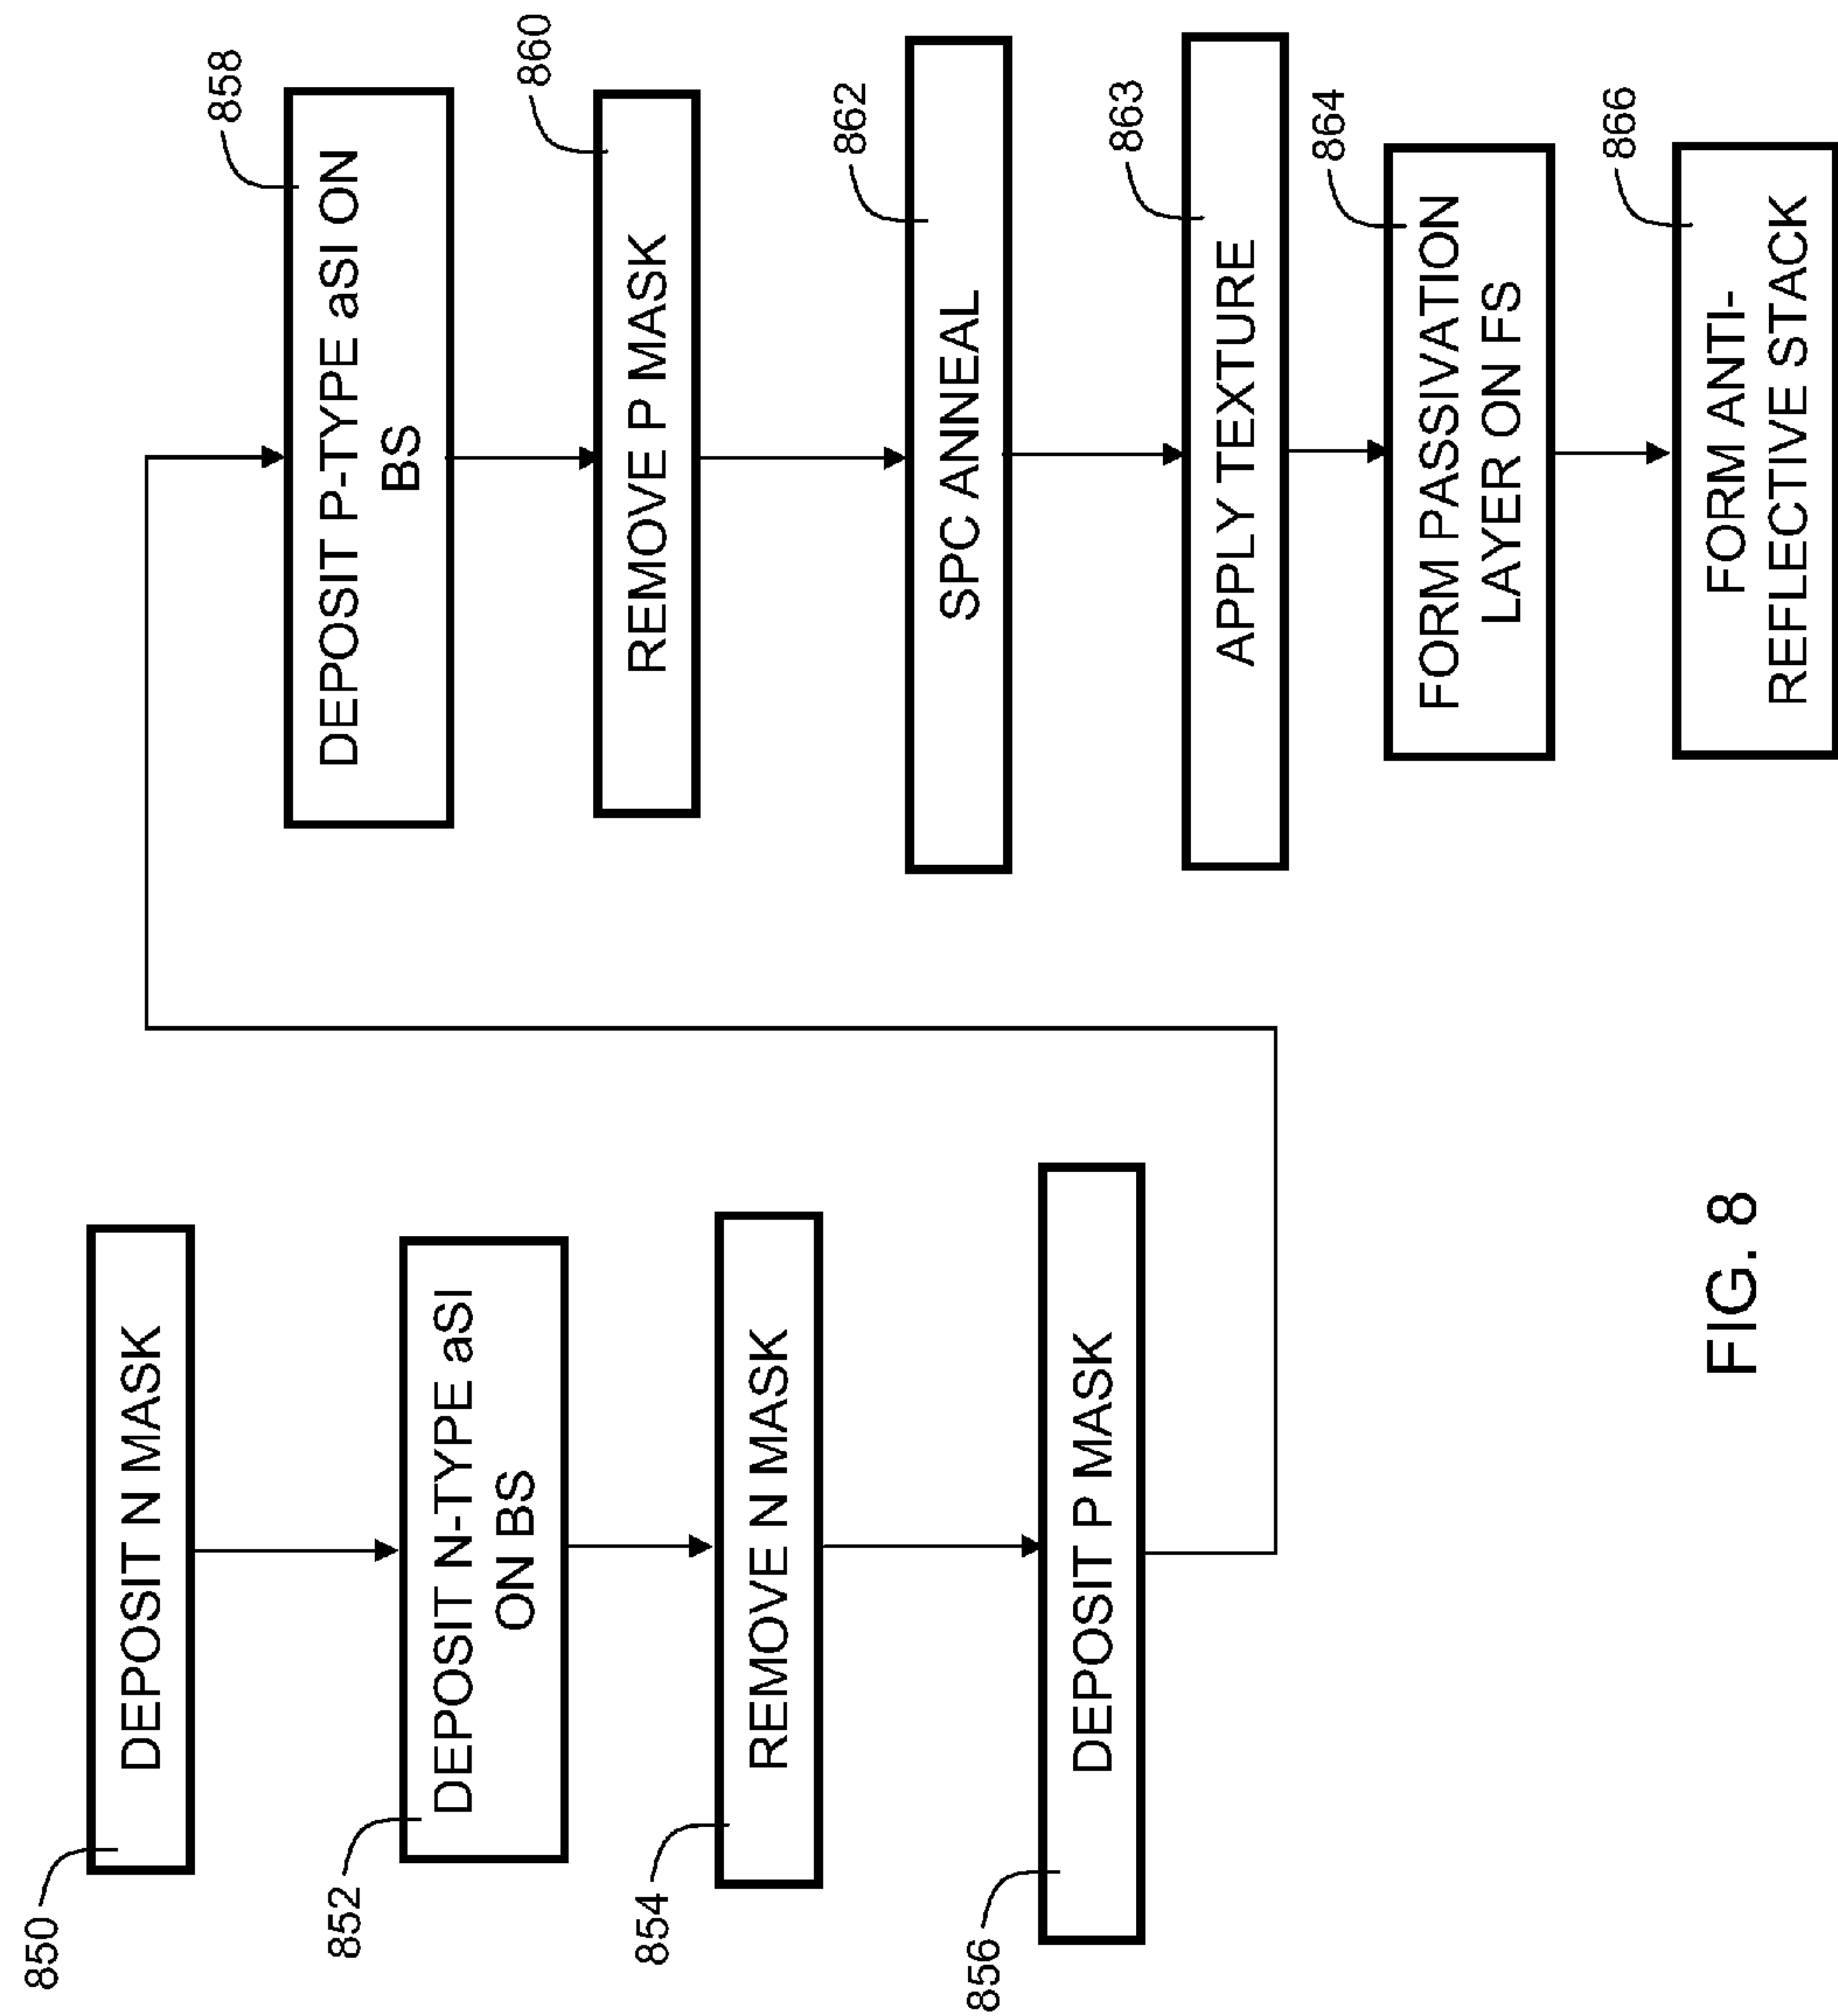 850
DEPOSIT N MASK
852
DEPOSIT N-TYPE aSI
ON BS
854
REMOVE N MASK
856
DEPOSIT P MASK
858
DEPOSIT P-TYPE aSI ON
BS
860
REMOVE P MASK
862
SPC ANNEAL
863
APPLY TEXTURE
864
FORM PASSIVATION
LAYER ON FS
866
FORM ANTI-
REFLECTIVE STACK
FIG. 8